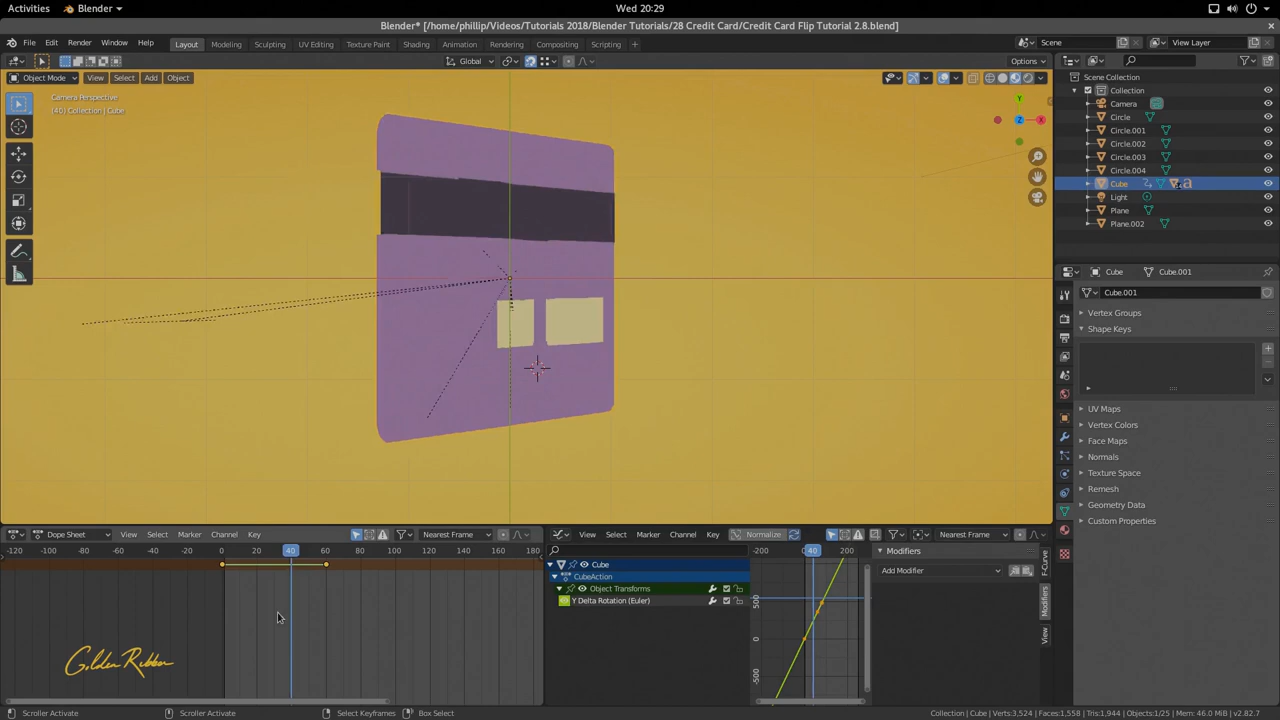 Activities Blender Wed 20:29
Blender* [/home/phillip/Videos/Tutorials 2018/Blender Tutorials/28 Credit Card/Credit Card Flip Tutorial 2.8.blend]
File Edit Render Window Help Layout Modeling Sculpting UV Editing Texture Paint Shading Animation Rendering Compositing Scripting + Scene View Layer
Global Options
Object Mode View Select Add Object
Camera Perspective
(40) Collection | Cube
Y
Z X
Scene Collection
Collection
Camera
Circle
Circle.001
Circle.002
Circle.003
Circle.004
Cube
Light
Plane
Plane.002
Cube Cube.001
Cube.001
Vertex Groups
Shape Keys
UV Maps
Vertex Colors
Face Maps
Normals
Texture Space
Remesh
Geometry Data
Custom Properties
Dope Sheet View Select Marker Channel Key Nearest Frame
-120 -100 -80 -60 -40 -20 0 20 40 60 80 100 120 140 160 180
View Select Marker Channel Key Normalize Nearest Frame
Cube
CubeAction
Object Transforms
Y Delta Rotation (Euler)
-200 0 40 200
500
0
-500
Modifiers
Add Modifier
F-Curve
Modifiers
View
Golden Rubben
Scroller Activate Scroller Activate Select Keyframes Box Select
Collection | Cube | Verts:3,524 | Faces:1,558 | Tris:1,944 | Objects:1/25 | Mem: 46.0 MiB | v2.82.7